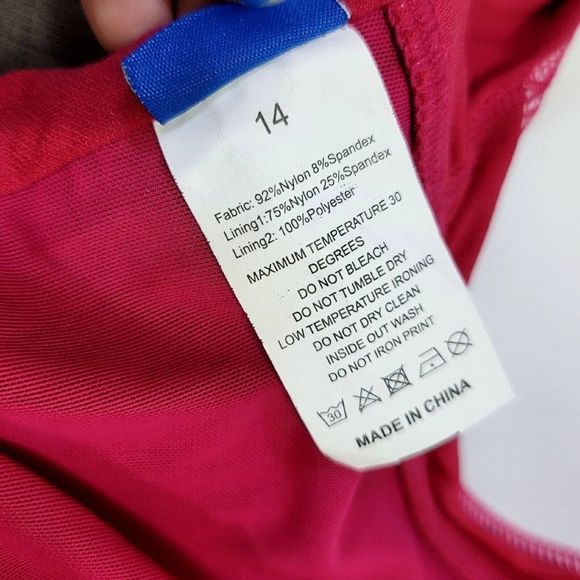 14
Fabric: 92%Nylon 8%Spandex
Lining1:75%Nylon 25%Spandex
Lining2: 100%Polyester
MAXIMUM TEMPERATURE 30
DEGREES
DO NOT BLEACH
DO NOT TUMBLE DRY
LOW TEMPERATURE IRONING
DO NOT DRY CLEAN
INSIDE OUT WASH
DO NOT IRON PRINT
30
MADE IN CHINA